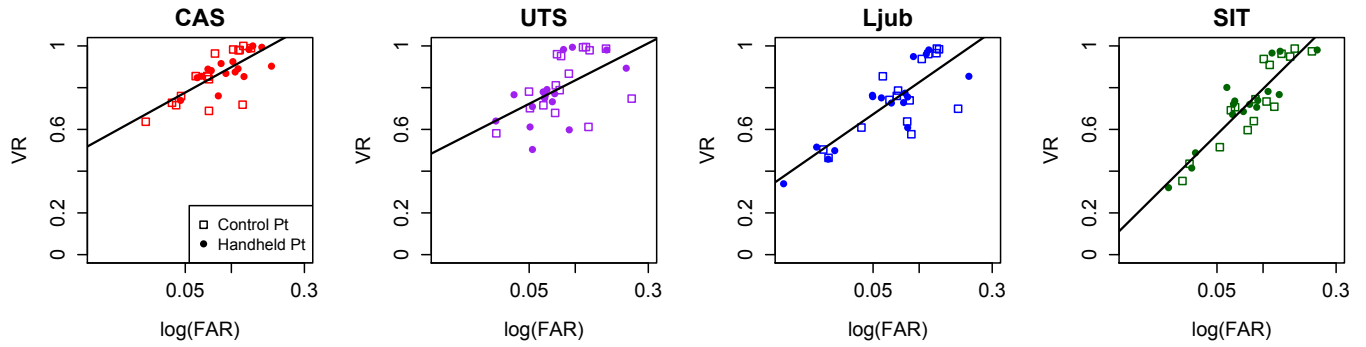 CAS
UTS
Ljub
SIT
VR
1
0.6
0.2
0
Control Pt
Handheld Pt
0.05
0.3
log(FAR)
VR
1
0.6
0.2
0
0.05
0.3
log(FAR)
VR
1
0.6
0.2
0
0.05
0.3
log(FAR)
VR
1
0.6
0.2
0
0.05
0.3
log(FAR)